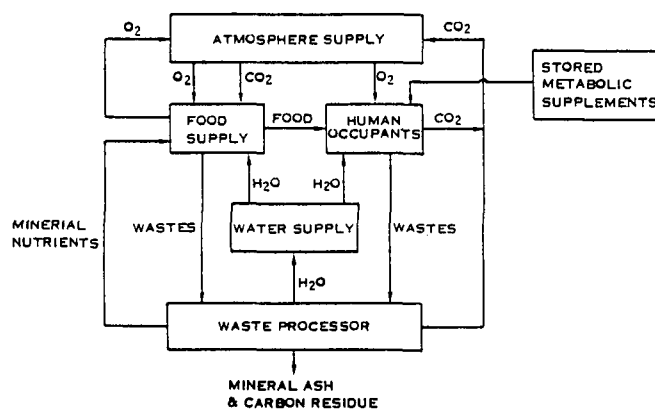 O2
CO2
ATMOSPHERE SUPPLY
STORED
METABOLIC
SUPPLEMENTS
O2
CO2
O2
FOOD
SUPPLY
FOOD
HUMAN
OCCUPANTS
CO2
H2O
H2O
MINERIAL
NUTRIENTS
WASTES
WATER SUPPLY
WASTES
H2O
WASTE PROCESSOR
MINERAL ASH
& CARBON RESIDUE